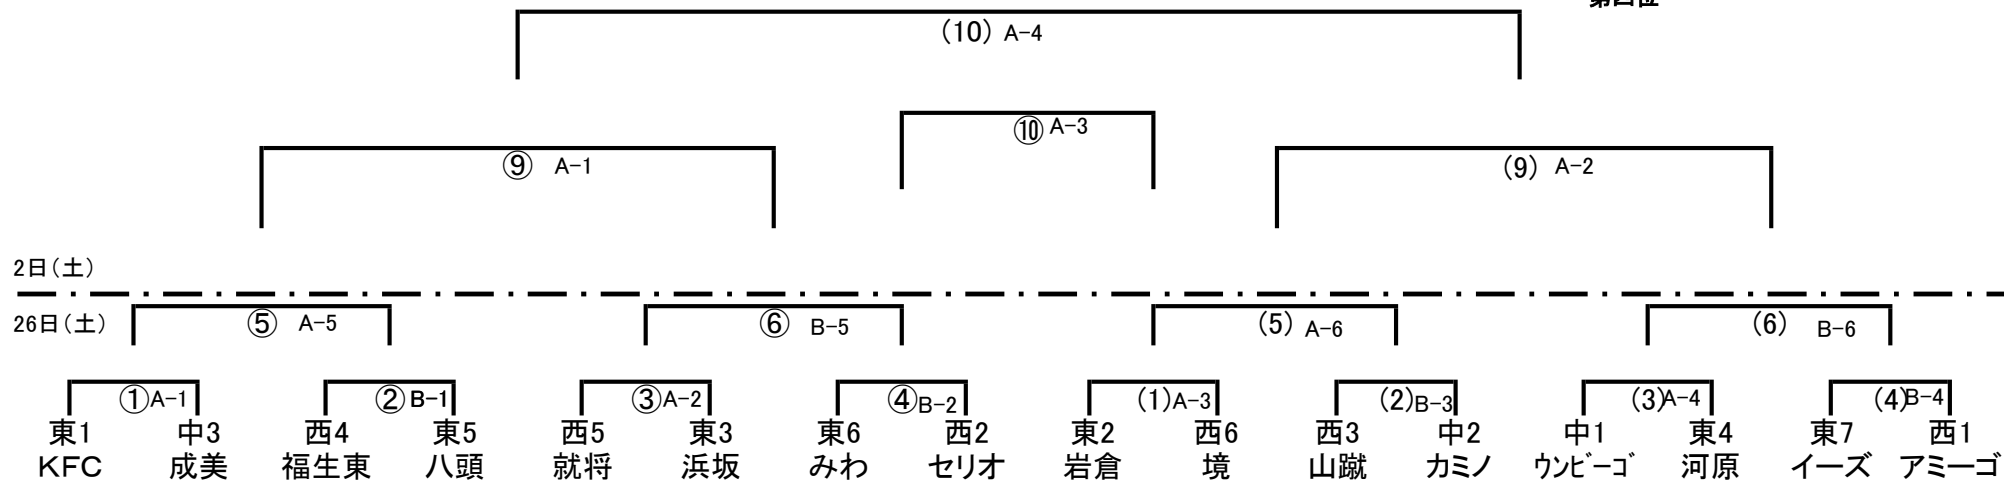 (10) A-4
⑩ A-3
⑨ A-1 (9) A-2
2日(土)
26日(土) ⑤ A-5 ⑥ B-5 (5) A-6 (6) B-6
①A-1 ②B-1 ③A-2 ④B-2 (1)A-3 (2)B-3 (3)A-4 (4)B-4
東1 中3 西4 東5 西5 東3 東6 西2 東2 西6 西3 中2 中1 東4 東7 西1
KFC 成美 福生東 八頭 就将 浜坂 みわ セリオ 岩倉 境 山蹴 カミノ ウンビーゴ 河原 イーズ アミーゴ